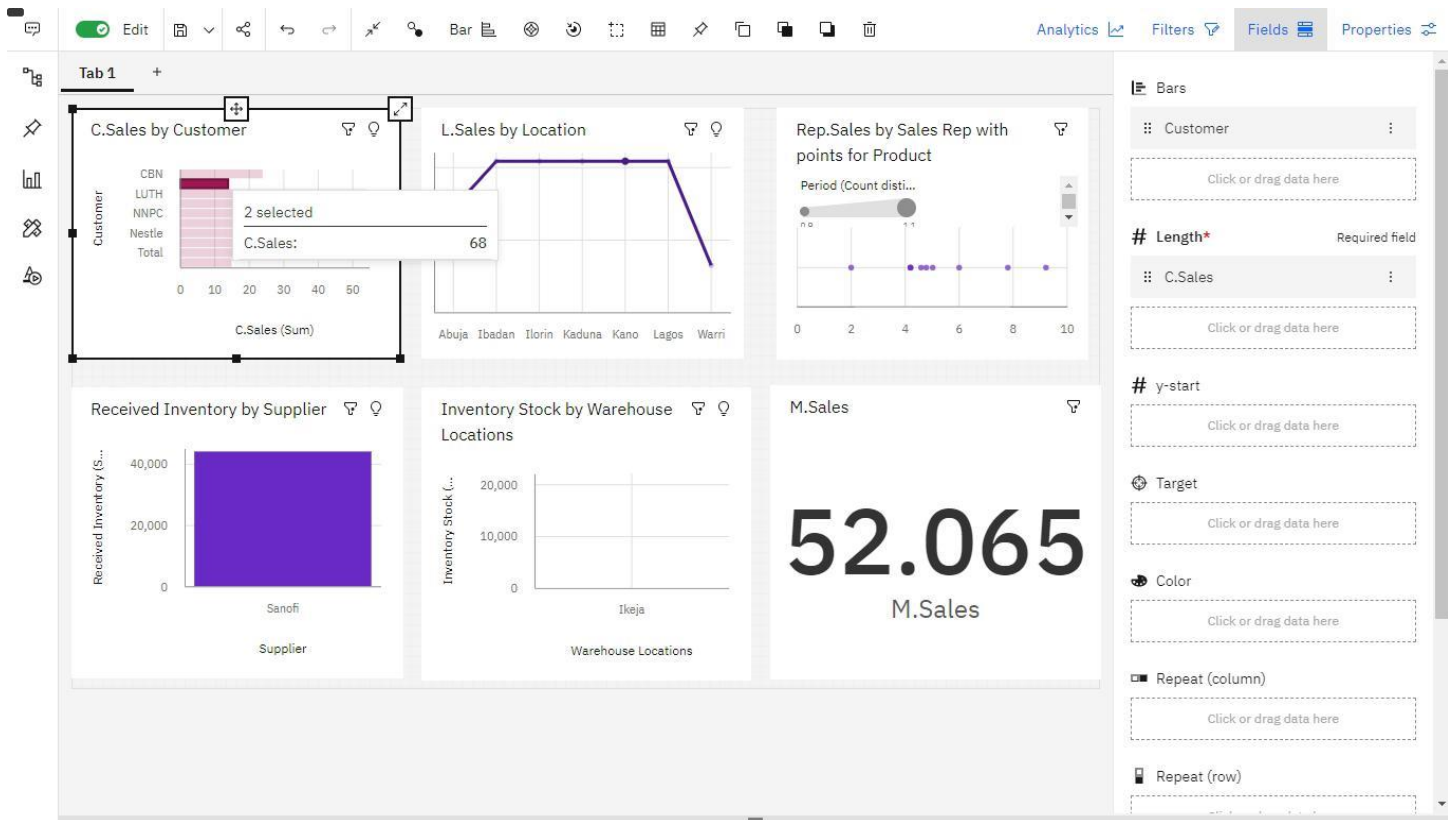 Edit
Bar
Analytics
Filters
Fields
Properties
Tab 1
+
C.Sales by Customer
Customer
CBN
LUTH
NNPC
Nestle
Total
2 selected
C.Sales: 68
0 10 20 30 40 50
C.Sales (Sum)
L.Sales by Location
Abuja Ibadan Ilorin Kaduna Kano Lagos Warri
Rep.Sales by Sales Rep with
points for Product
Period (Count disti...
0 2 4 6 8 10
Received Inventory by Supplier
Received Inventory (S...
40,000
20,000
0
Sanofi
Supplier
Inventory Stock by Warehouse
Locations
Inventory Stock (...
20,000
10,000
0
Ikeja
Warehouse Locations
M.Sales
52.065
M.Sales
Bars
Customer
Click or drag data here
# Length* Required field
C.Sales
Click or drag data here
# y-start
Click or drag data here
Target
Click or drag data here
Color
Click or drag data here
Repeat (column)
Click or drag data here
Repeat (row)